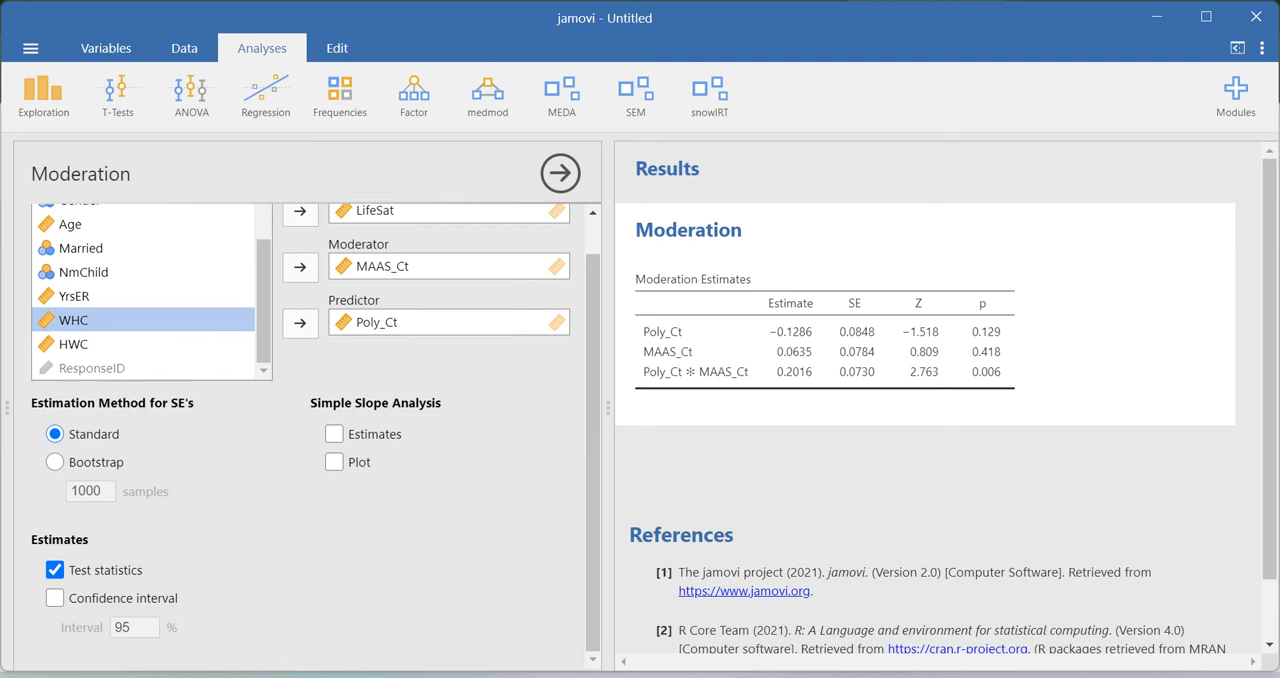 jamovi - Untitled
Variables Data Analyses Edit
Exploration T-Tests ANOVA Regression Frequencies Factor medmod MEDA SEM snowIRT Modules
Moderation
Age
Married
NmChild
YrsER
WHC
HWC
ResponseID
LifeSat
Moderator
MAAS_Ct
Predictor
Poly_Ct
Estimation Method for SE's
Standard
Bootstrap
1000 samples
Simple Slope Analysis
Estimates
Plot
Estimates
Test statistics
Confidence interval
Interval 95 %
Results
Moderation
Moderation Estimates
Estimate SE Z p
Poly_Ct −0.1286 0.0848 −1.518 0.129
MAAS_Ct 0.0635 0.0784 0.809 0.418
Poly_Ct ✻ MAAS_Ct 0.2016 0.0730 2.763 0.006
References
[1] The jamovi project (2021). jamovi. (Version 2.0) [Computer Software]. Retrieved from
https://www.jamovi.org.
[2] R Core Team (2021). R: A Language and environment for statistical computing. (Version 4.0)
[Computer software]. Retrieved from https://cran.r-project.org. (R packages retrieved from MRAN